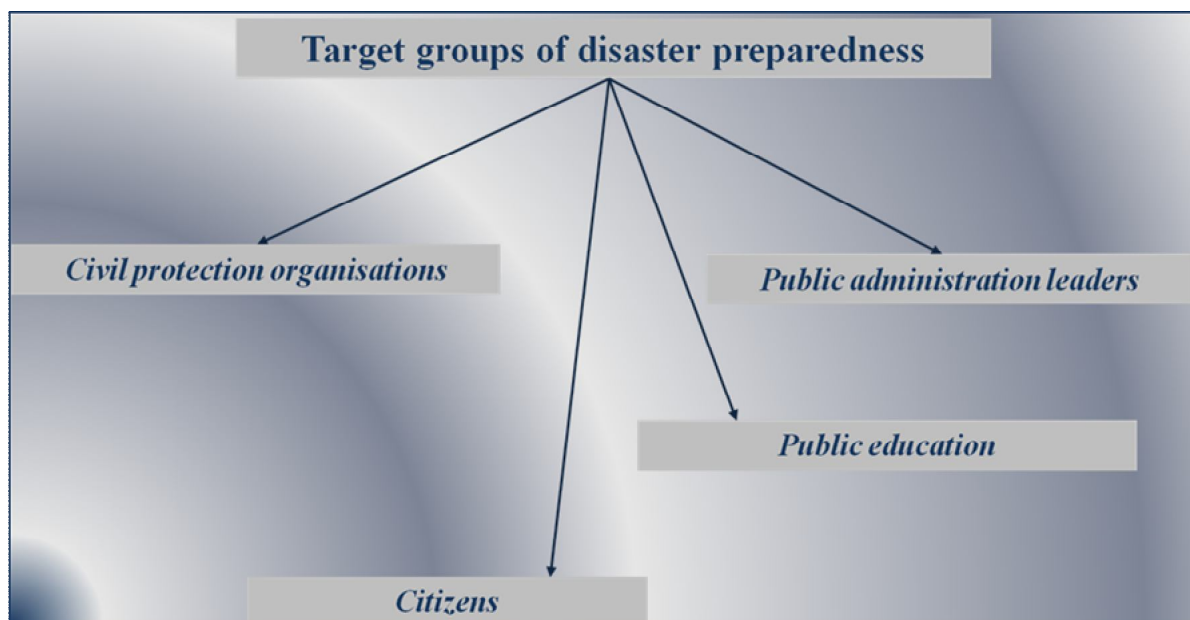 Target groups of disaster preparedness
Civil protection organisations
Public administration leaders
Public education
Citizens